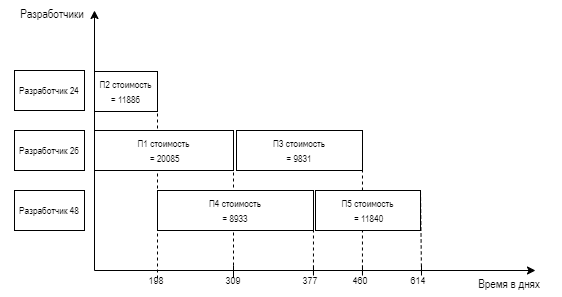 Разработчики
Разработчик 24
П2 стоимость
= 11886
Разработчик 26
П1 стоимость
= 20085
П3 стоимость
= 9831
Разработчик 48
П4 стоимость
= 8933
П5 стоимость
= 11840
198
309
377
460
614
Время в днях